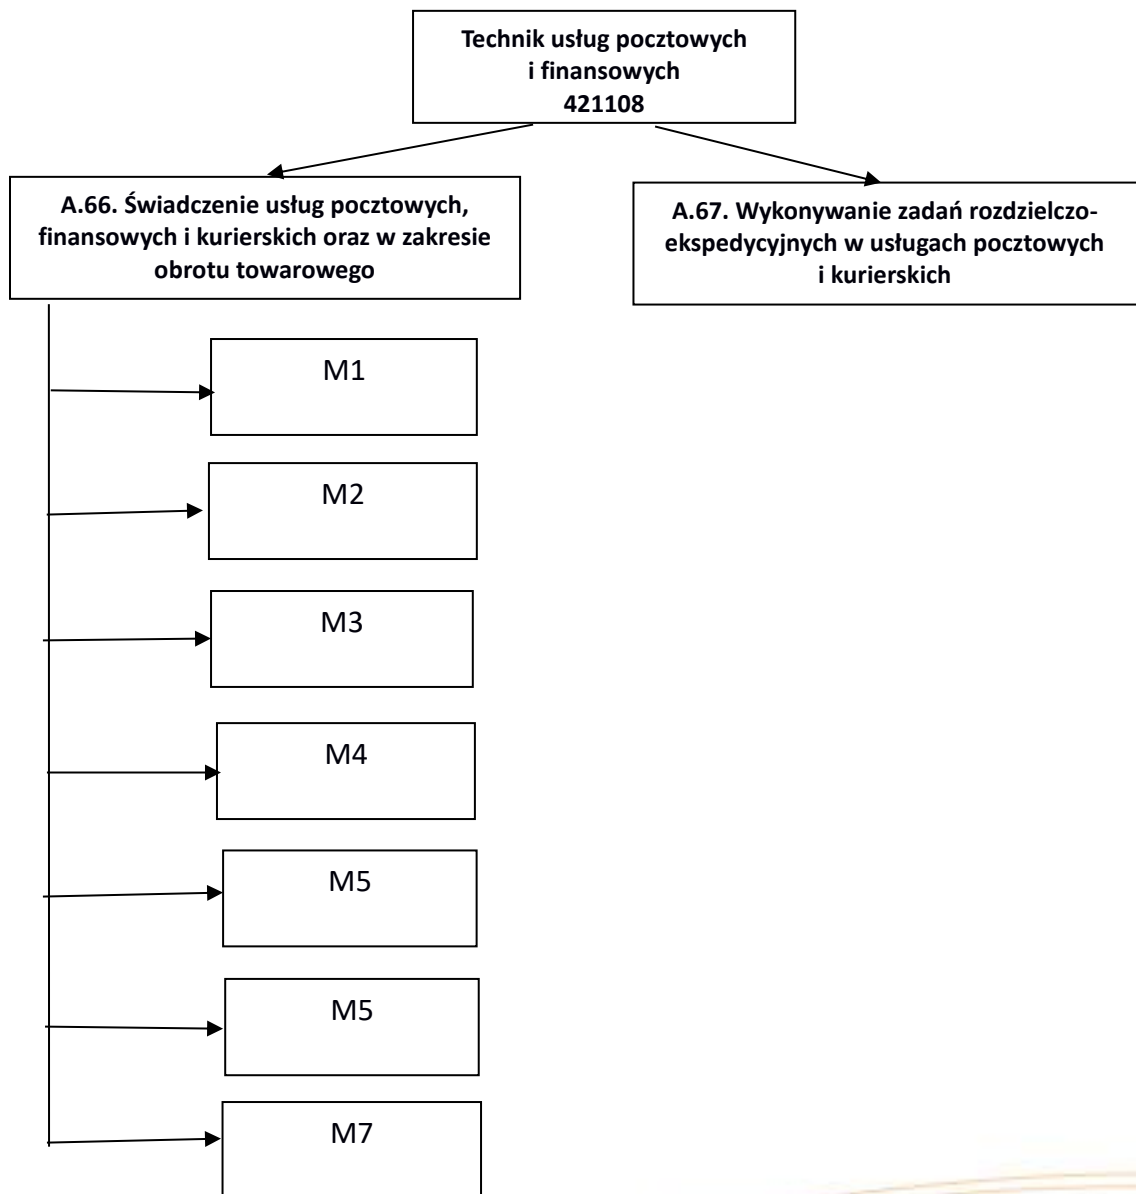 Technik usług pocztowych
i finansowych
421108
A.66. Świadczenie usług pocztowych,
finansowych i kurierskich oraz w zakresie
obrotu towarowego
A.67. Wykonywanie zadań rozdzielczo-
ekspedycyjnych w usługach pocztowych
i kurierskich
M1
M2
M3
M4
M5
M5
M7